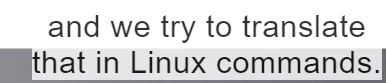 and we try to translate
that in Linux commands.